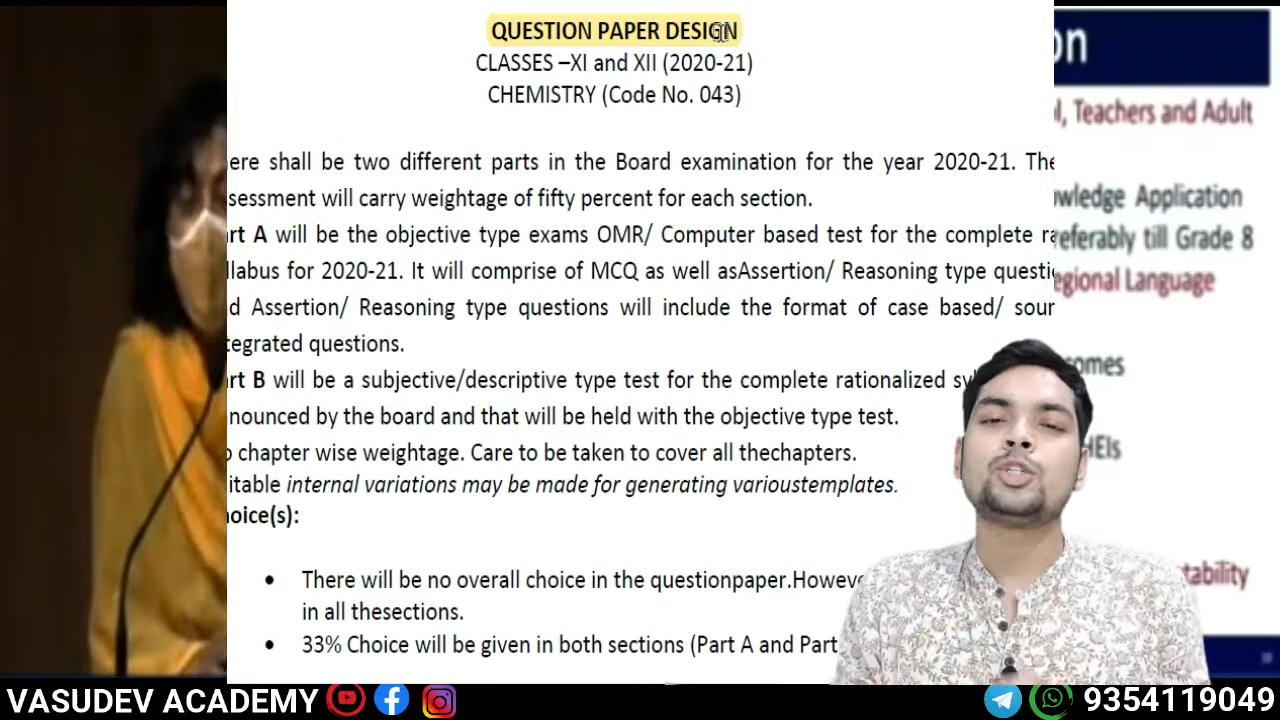 QUESTION PAPER DESIGN
CLASSES –XI and XII (2020-21)
CHEMISTRY (Code No. 043)
on
ere shall be two different parts in the Board examination for the year 2020-21. The
sessment will carry weightage of fifty percent for each section.
rt A will be the objective type exams OMR/ Computer based test for the complete ra
llabus for 2020-21. It will comprise of MCQ as well asAssertion/ Reasoning type questi
d Assertion/ Reasoning type questions will include the format of case based/ sour
tegrated questions.
rt B will be a subjective/descriptive type test for the complete rationalized sy
nounced by the board and that will be held with the objective type test.
chapter wise weightage. Care to be taken to cover all thechapters.
itable internal variations may be made for generating varioustemplates.
oice(s):
• There will be no overall choice in the questionpaper.Howeve
in all thesections.
• 33% Choice will be given in both sections (Part A and Part
l, Teachers and Adult
wledge Application
referably till Grade 8
egional Language
omes
HEIs
tability
VASUDEV ACADEMY
9354119049